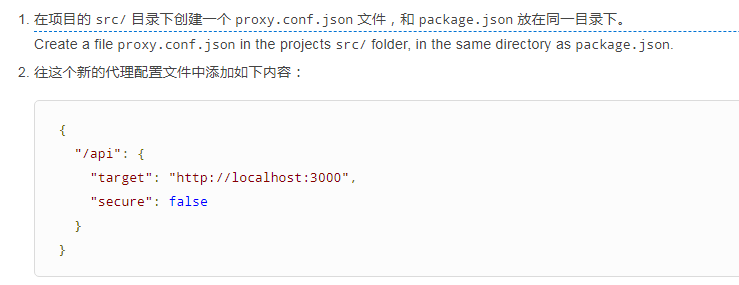 1. 在项目的 src/ 目录下创建一个 proxy.conf.json 文件，和 package.json 放在同一目录下。
Create a file proxy.conf.json in the projects src/ folder, in the same directory as package.json.
2. 往这个新的代理配置文件中添加如下内容：
{
  "/api": {
    "target": "http://localhost:3000",
    "secure": false
  }
}